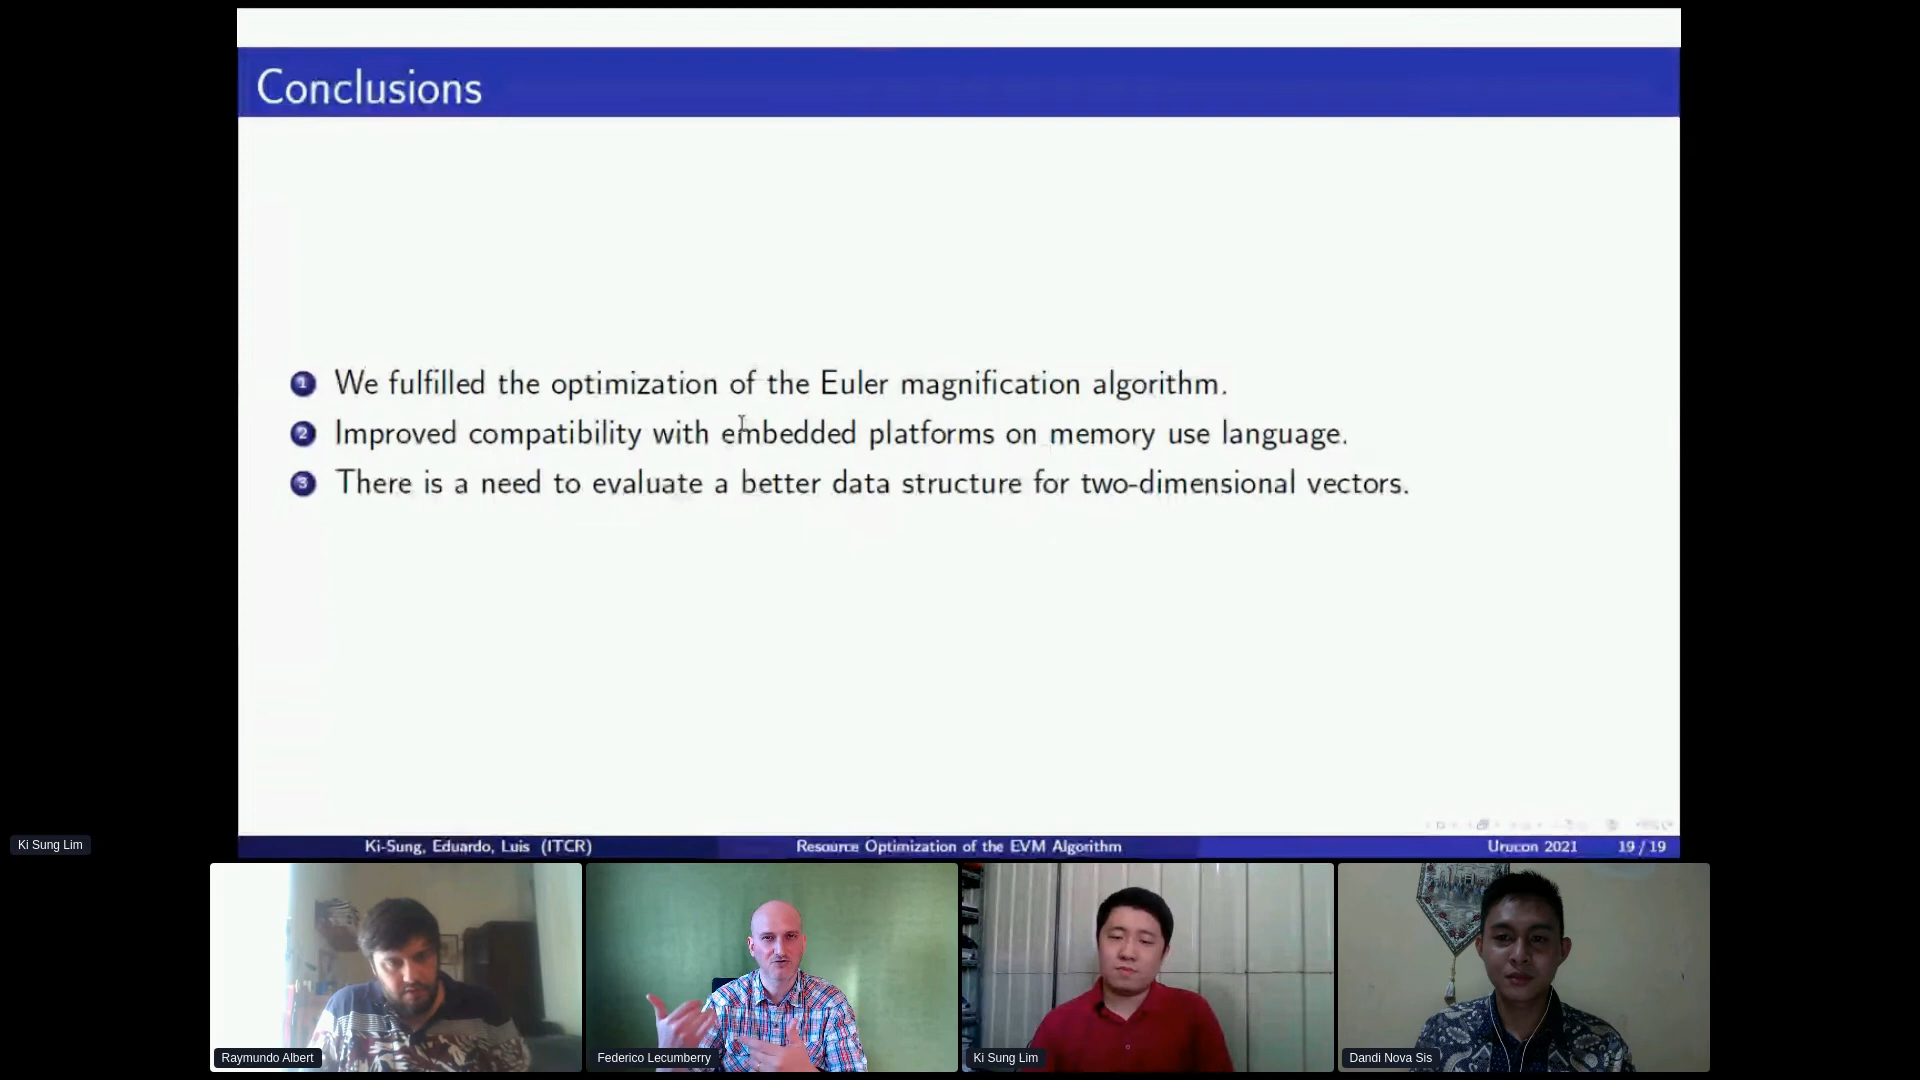 Conclusions
1 We fulfilled the optimization of the Euler magnification algorithm.
2 Improved compatibility with embedded platforms on memory use language.
3 There is a need to evaluate a better data structure for two-dimensional vectors.
Ki-Sung, Eduardo, Luis (ITCR) Resource Optimization of the EVM Algorithm Urucon 2021 19 / 19
Ki Sung Lim
Raymundo Albert Federico Lecumberry Ki Sung Lim Dandi Nova Sis